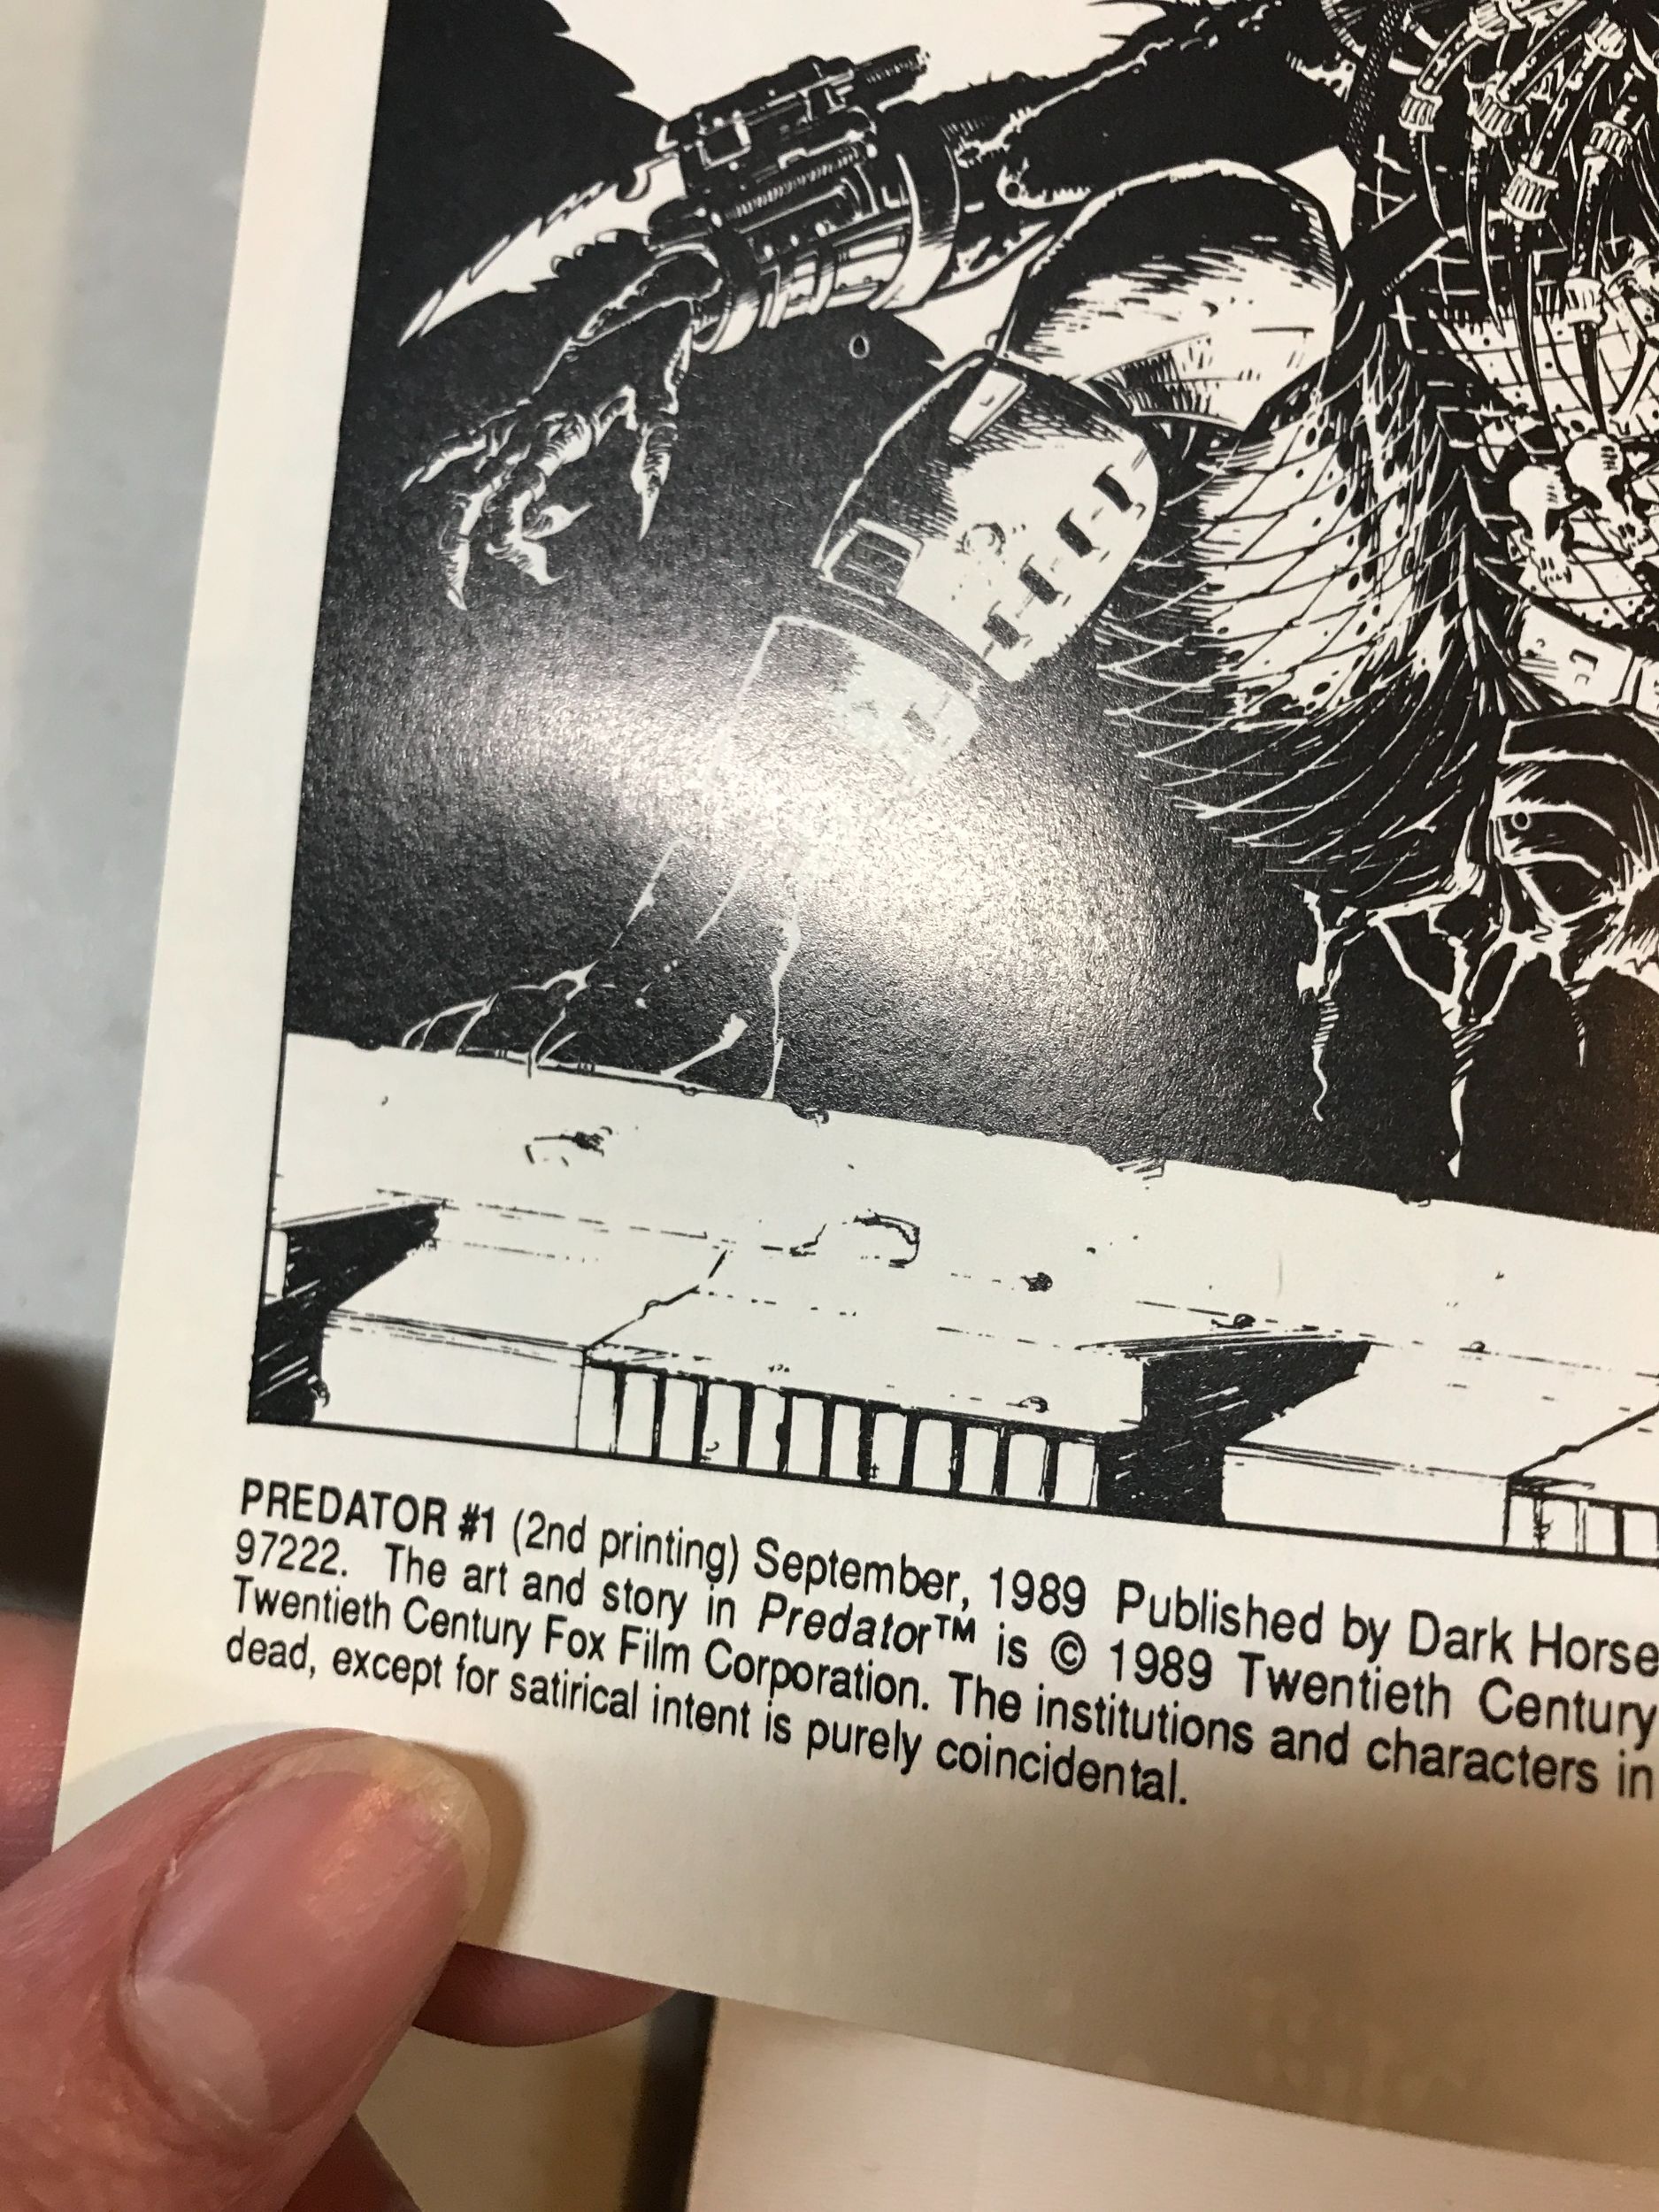 PREDATOR #1 (2nd printing) September, 1989 Published by Dark Horse
97222. The art and story in Predator™ is © 1989 Twentieth Century
Twentieth Century Fox Film Corporation. The institutions and characters in
dead, except for satirical intent is purely coincidental.